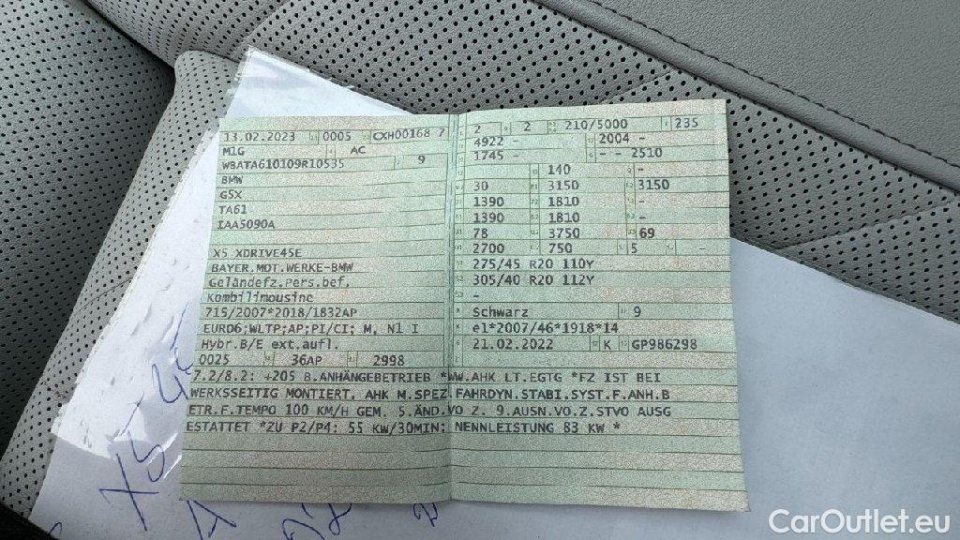 13.02.2023 0005 CXH00168 7
M1G AC
WBATA610109R10535 9
BMW
G5X
TA61
IAA5090A
X5 XDRIVE45E
BAYER.MOT.WERKE-BMW
Geländefz.Pers.bef.
Kombilimousine
715/2007*2018/1832AP
EURO6;WLTP;AP;PI/CI; M, N1 I
Hybr.B/E ext.aufl.
0025 36AP 2998
2 2 210/5000 235
4922 - 2004 -
1745 - - - 2510
140 -
30 3150 3150
1390 1810 -
1390 1810 -
78 3750 69
2700 750 5
275/45 R20 110Y
305/40 R20 112Y
-
Schwarz 9
e1*2007/46*1918*14
21.02.2022 K GP986298
7.2/8.2: +205 B.ANHÄNGEBETRIEB *WW.AHK LT.EGTG *FZ IST BEI
WERKSSEITIG MONTIERT. AHK M.SPEZ.FAHRDYN.STABI.SYST.F.ANH.B
ETR.F.TEMPO 100 KM/H GEM. 5.ÄND.VO Z. 9.AUSN.VO.Z.STVO AUSG
ESTATTET *ZU P2/P4: 55 KW/30MIN; NENNLEISTUNG 83 KW *
X5
CarOutlet.eu